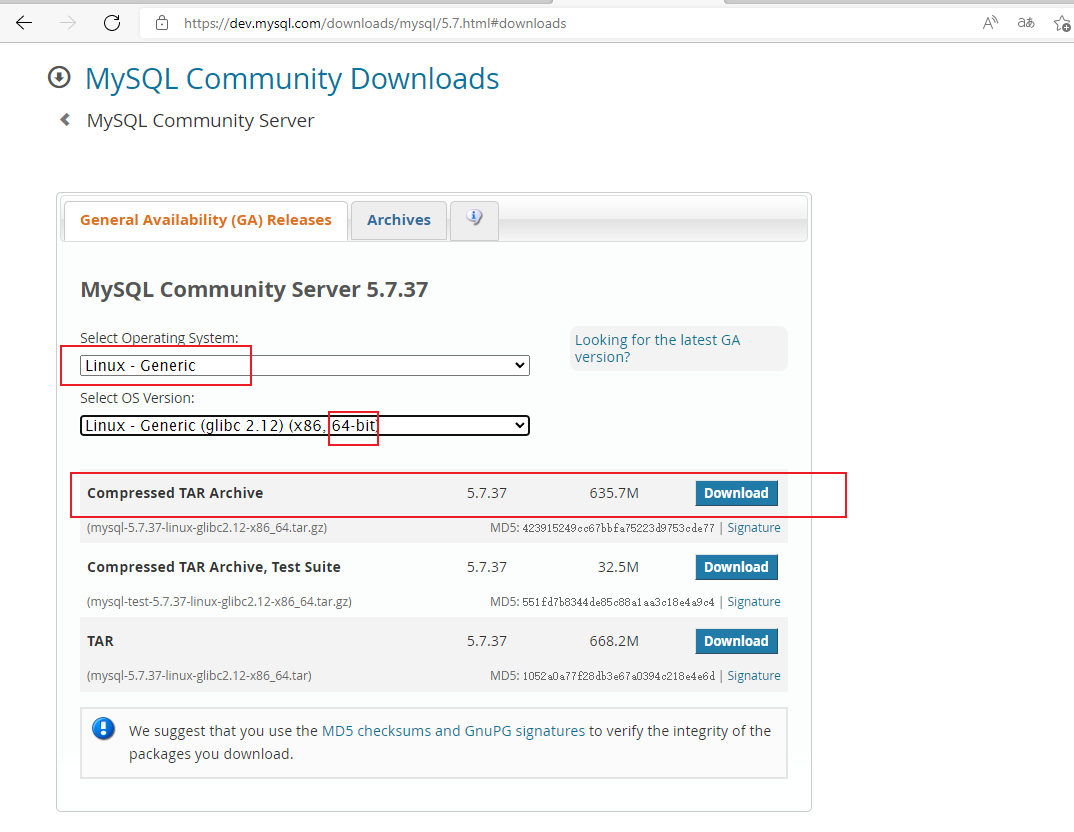 https://dev.mysql.com/downloads/mysql/5.7.html#downloads
MySQL Community Downloads
MySQL Community Server
General Availability (GA) Releases
Archives
MySQL Community Server 5.7.37
Select Operating System:
Looking for the latest GA
version?
Linux - Generic
Select OS Version:
Linux - Generic (glibc 2.12) (x86, 64-bit)
Compressed TAR Archive 5.7.37 635.7M Download
(mysql-5.7.37-linux-glibc2.12-x86_64.tar.gz) MD5: 423915249cc67bbfa75223d9753cde77 | Signature
Compressed TAR Archive, Test Suite 5.7.37 32.5M Download
(mysql-test-5.7.37-linux-glibc2.12-x86_64.tar.gz) MD5: 551fd7b8344de85c88a1aa3c18e4a9c4 | Signature
TAR 5.7.37 668.2M Download
(mysql-5.7.37-linux-glibc2.12-x86_64.tar) MD5: 1052a0a77f28db3e67a0394c218e4e6d | Signature
We suggest that you use the MD5 checksums and GnuPG signatures to verify the integrity of the
packages you download.